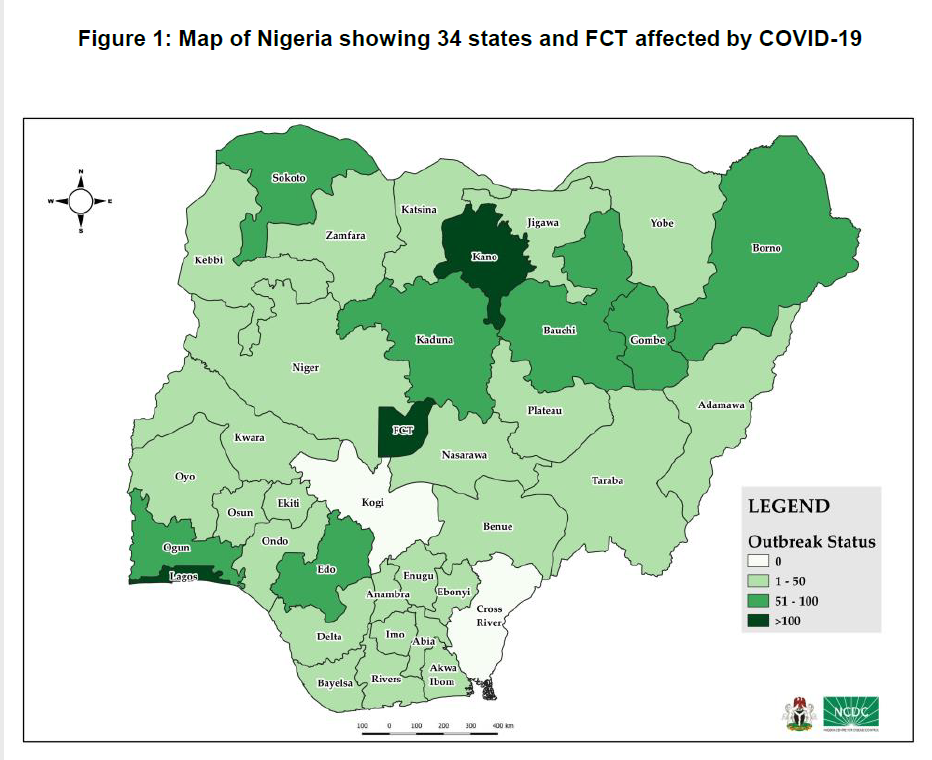 Figure 1: Map of Nigeria showing 34 states and FCT affected by COVID-19
N
W
E
S
Sokoto
Katsina
Jigawa
Yobe
Zamfara
Borno
Kebbi
Kano
Bauchi
Kaduna
Gombe
Niger
Adamawa
Plateau
FCT
Kwara
Nasarawa
Oyo
Taraba
Kogi
Ekiti
Osun
Benue
Ondo
Ogun
Edo
Lagos
Enugu
Anambra
Ebonyi
Cross
River
Delta
Imo
Abia
Akwa
Ibom
Bayelsa
Rivers
LEGEND
Outbreak Status
0
1 - 50
51 - 100
>100
100 0 100 200 300 400 km
NCDC